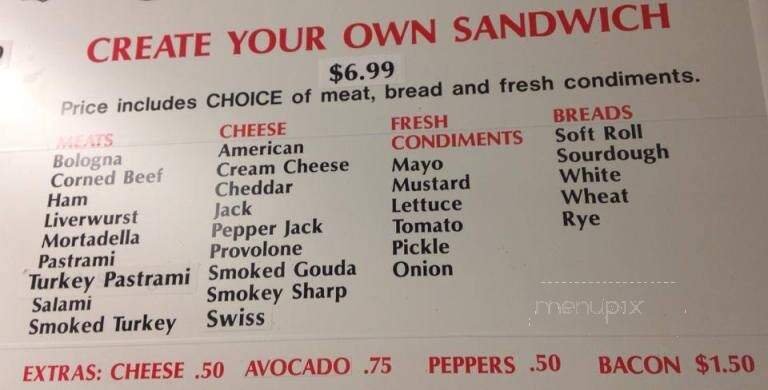 CREATE YOUR OWN SANDWICH
$6.99
Price includes CHOICE of meat, bread and fresh condiments.
MEATS
Bologna
Corned Beef
Ham
Liverwurst
Mortadella
Pastrami
Turkey Pastrami
Salami
Smoked Turkey
CHEESE
American
Cream Cheese
Cheddar
Jack
Pepper Jack
Provolone
Smoked Gouda
Smokey Sharp
Swiss
FRESH
CONDIMENTS
Mayo
Mustard
Lettuce
Tomato
Pickle
Onion
BREADS
Soft Roll
Sourdough
White
Wheat
Rye
menupix
EXTRAS: CHEESE .50 AVOCADO .75 PEPPERS .50 BACON $1.50